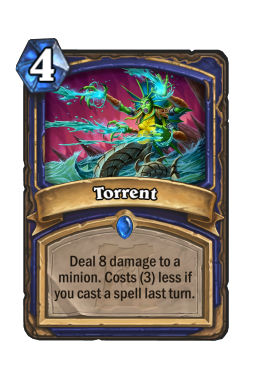 4
Torrent
Deal 8 damage to a
minion. Costs (3) less if
you cast a spell last turn.